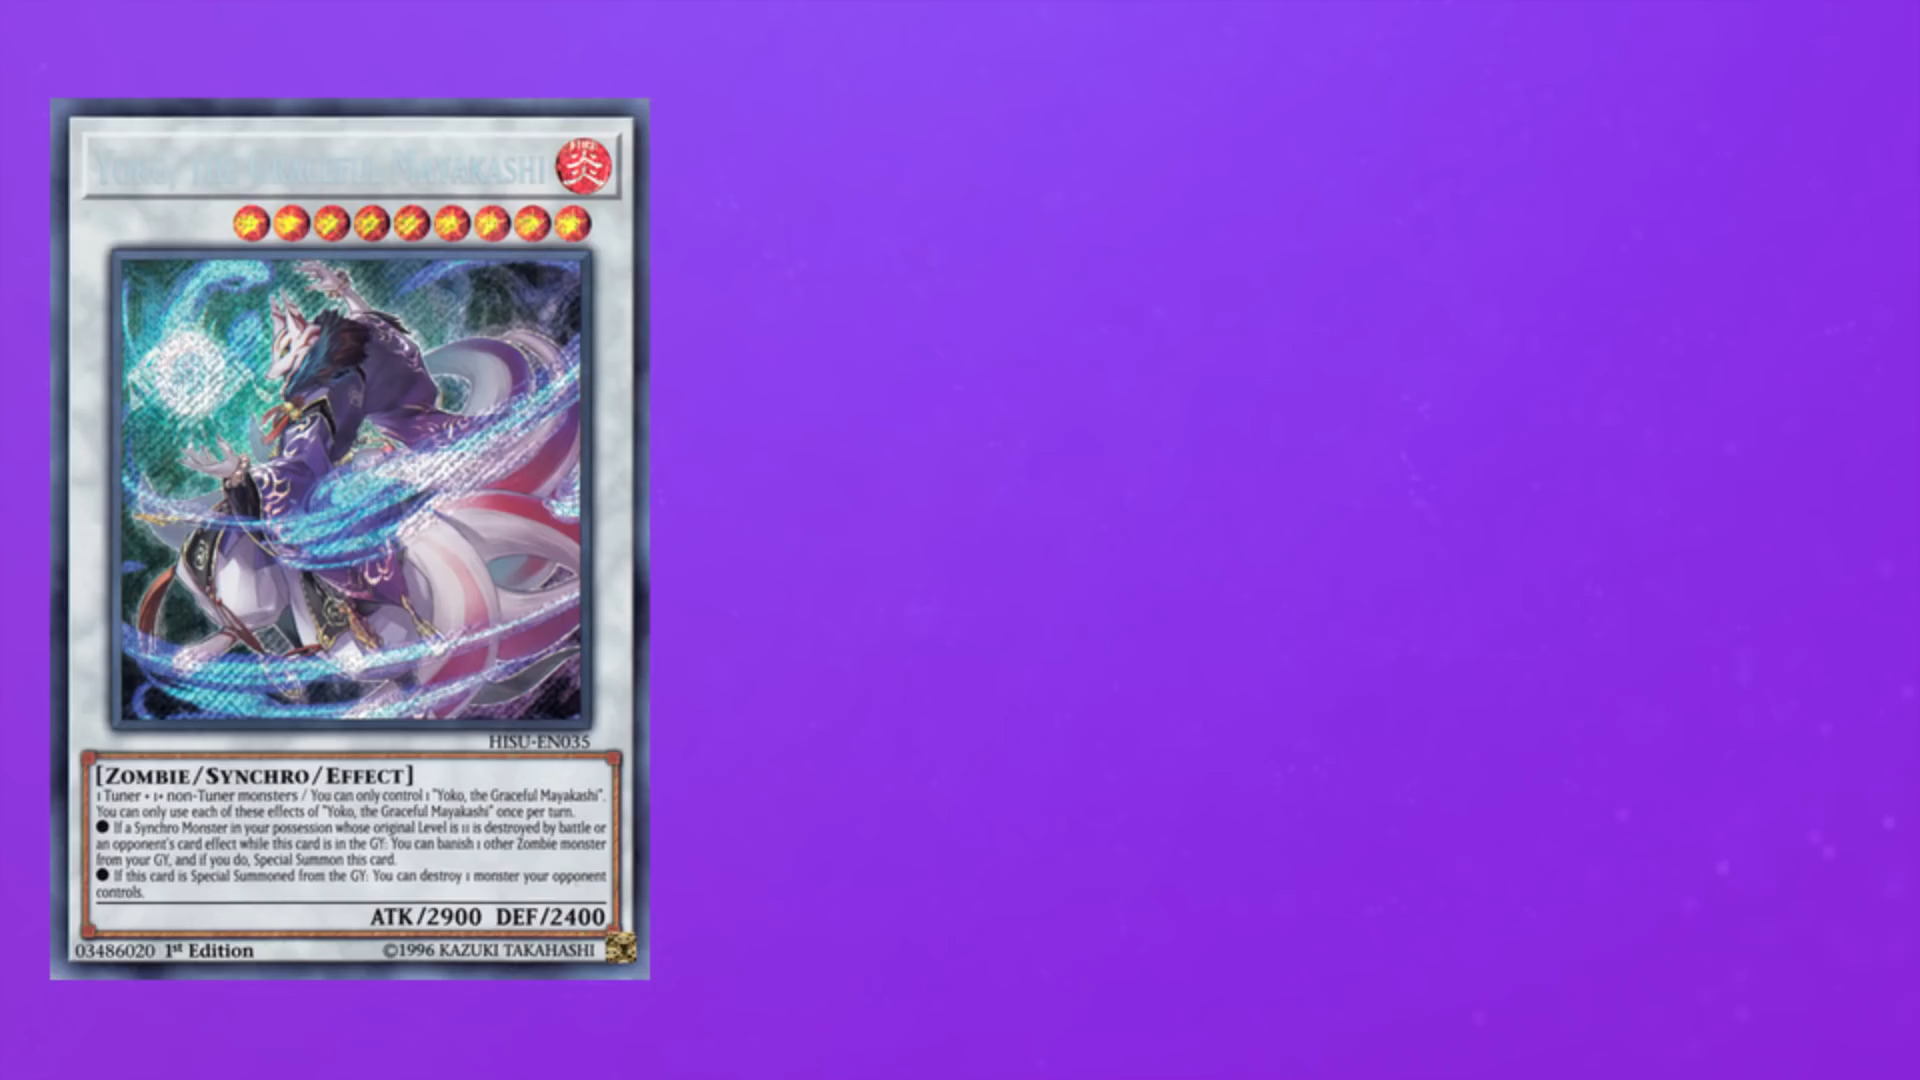 Yoko, the Graceful Mayakashi
FIRE
炎
HISU-EN035
[Zombie/Synchro/Effect]
1 Tuner + 1+ non-Tuner monsters / You can only control 1 "Yoko, the Graceful Mayakashi".
You can only use each of these effects of "Yoko, the Graceful Mayakashi" once per turn.
● If a Synchro Monster in your possession whose original Level is 11 is destroyed by battle or
an opponent's card effect while this card is in the GY: You can banish 1 other Zombie monster
from your GY, and if you do, Special Summon this card.
● If this card is Special Summoned from the GY: You can destroy 1 monster your opponent
controls.
ATK/2900 DEF/2400
03486020 1st Edition ©1996 KAZUKI TAKAHASHI